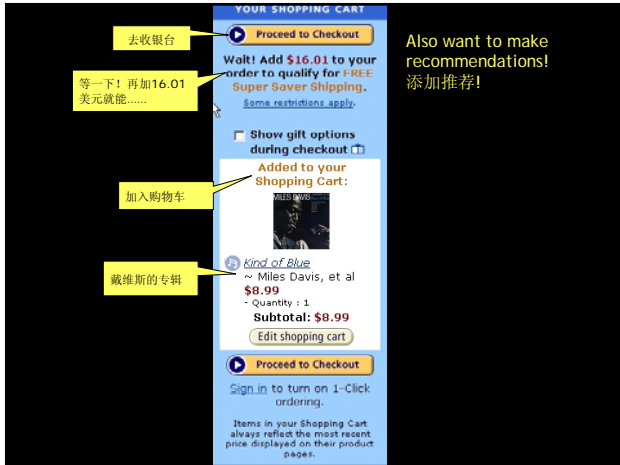 YOUR SHOPPING CART
去收银台
Proceed to Checkout
Also want to make
recommendations!
添加推荐!
等一下！再加16.01
美元就能......
Wait! Add $16.01 to your
order to qualify for FREE
Super Saver Shipping.
Some restrictions apply.
Show gift options
during checkout
加入购物车
Added to your
Shopping Cart:
MILES DAVIS
戴维斯的专辑
Kind of Blue
~ Miles Davis, et al
$8.99
- Quantity : 1
Subtotal: $8.99
Edit shopping cart
Proceed to Checkout
Sign in to turn on 1-Click
ordering.
Items in your Shopping Cart
always reflect the most recent
price displayed on their product
pages.